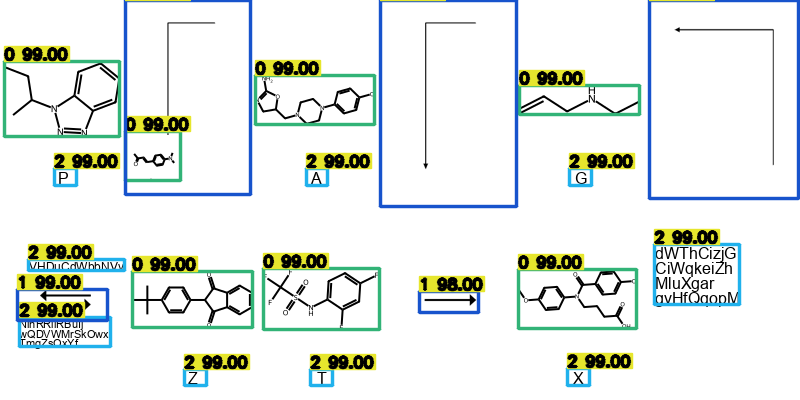 0 99.00
0 99.00
0 99.00
H
N
NH₂
O
N
N
N
N
N
0 99.00
2 99.00
2 99.00
2 99.00
P
A
G
2 99.00
dWThCizjG
CiWqkeiZh
MluXgar
2 99.00
0 99.00
0 99.00
0 99.00
1 99.00
1 98.00
2 99.00
wQDVWMrSkOwx
O
O
F
F
F
S
O
O
N
H
O
N
O
O
OH
2 99.00
2 99.00
2 99.00
Z
T
X